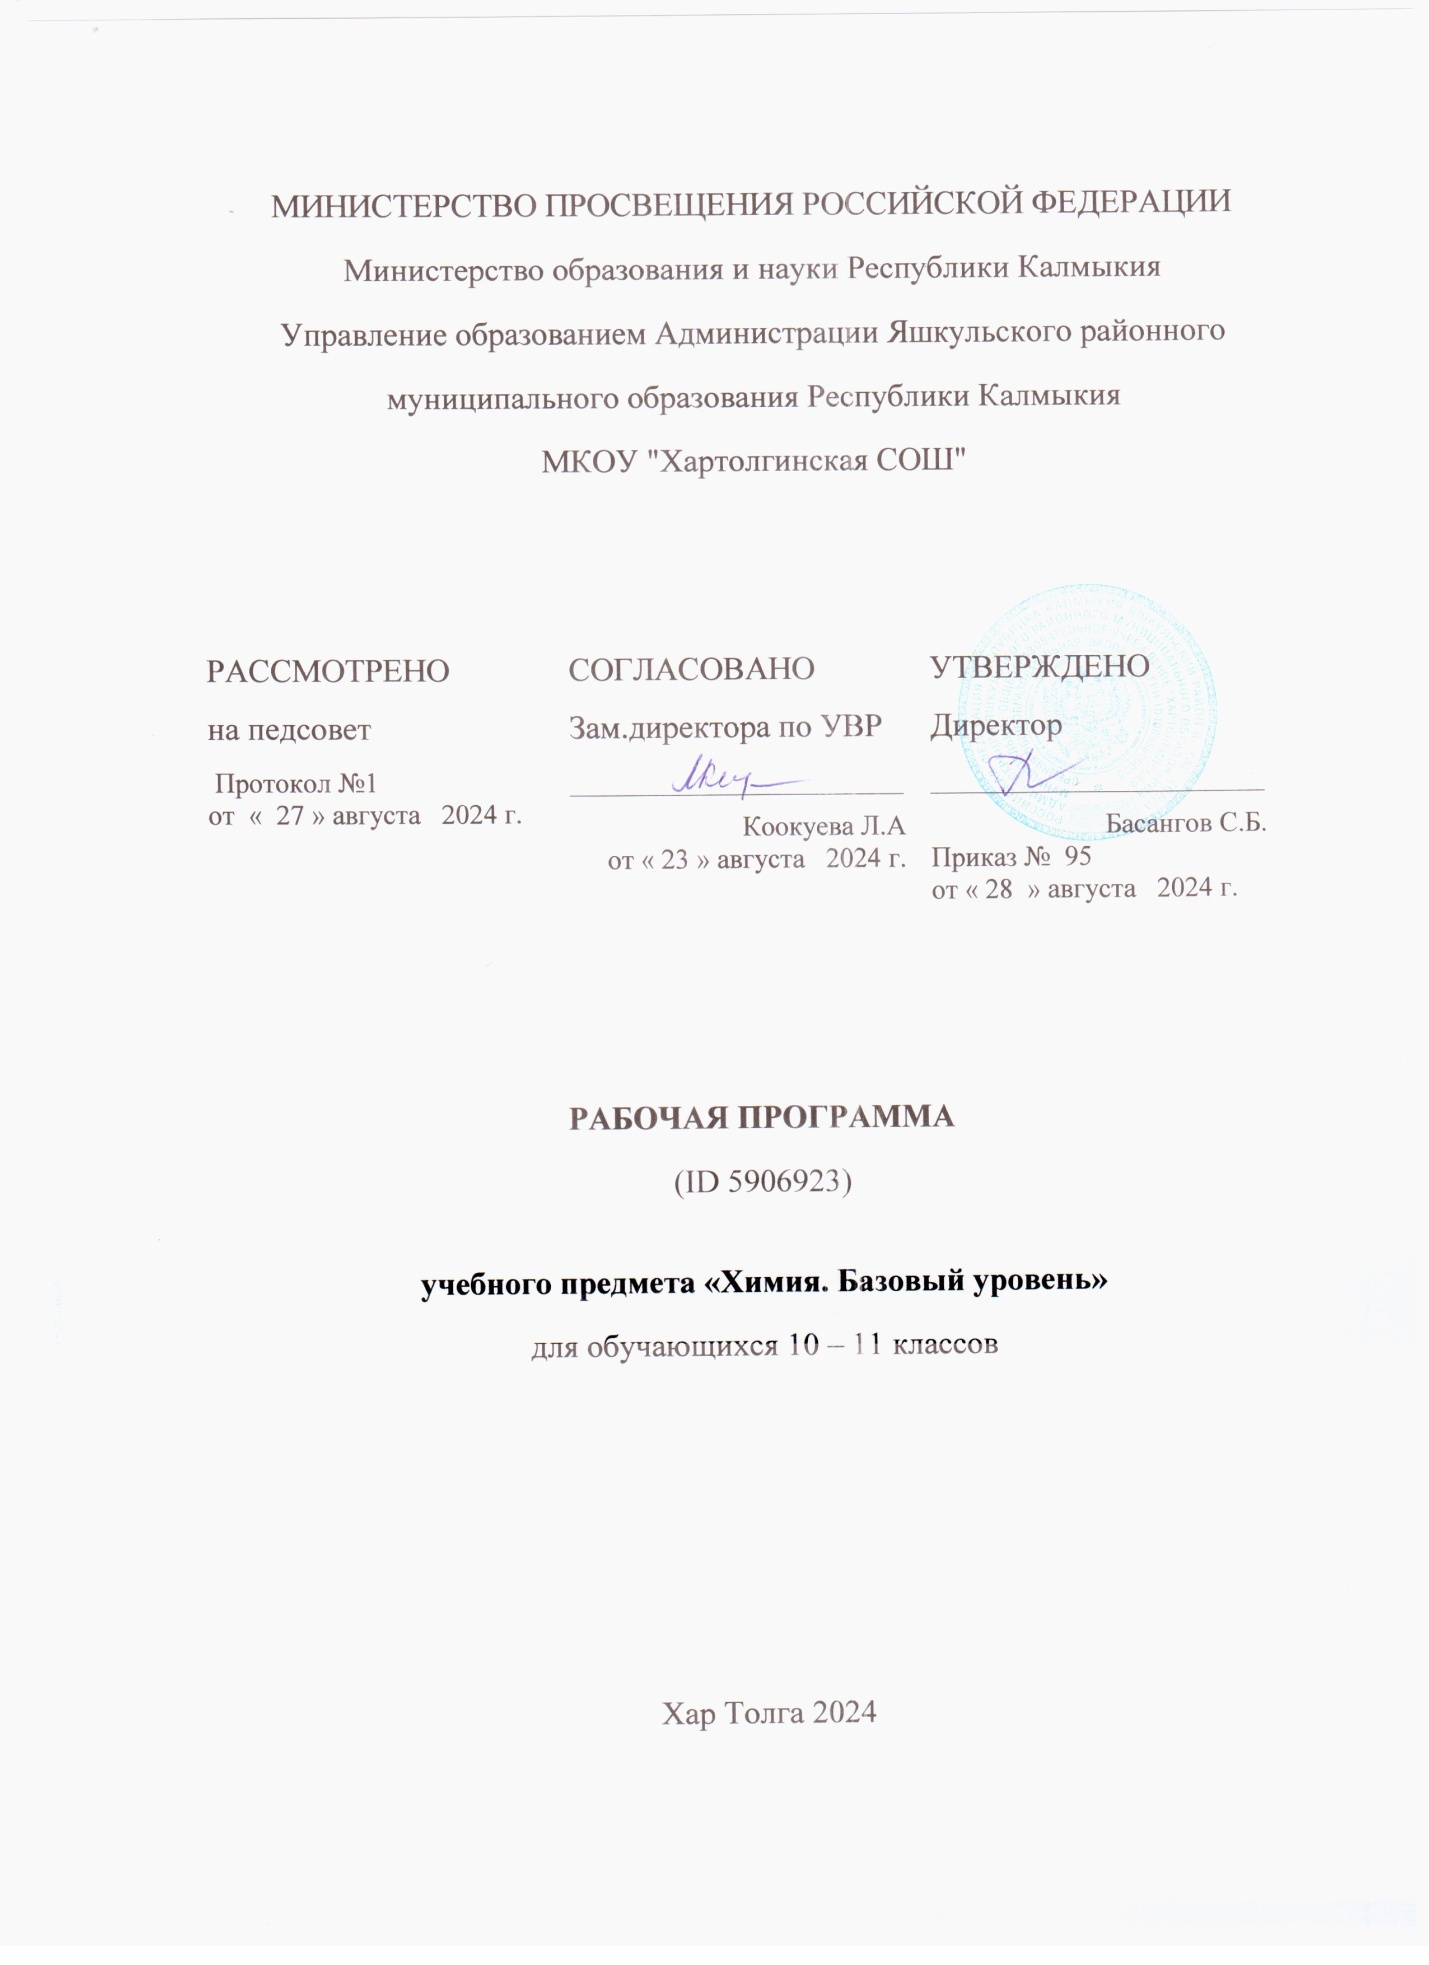 МИНИСТЕРСТВО ПРОСВЕЩЕНИЯ РОССИЙСКОЙ ФЕДЕРАЦИИ
Министерство образования и науки Республики Калмыкия
Управление образованием Администрации Яшкульского районного
муниципального образования Республики Калмыкия
МКОУ "Хартолгинская СОШ"
РАССМОТРЕНО
на педсовет
Протокол №1
от « 27 » августа 2024 г.
СОГЛАСОВАНО
Зам.директора по УВР
Коокуева Л.А
от « 23 » августа 2024 г.
УТВЕРЖДЕНО
Директор
Басангов С.Б.
Приказ № 95
от « 28 » августа 2024 г.
РАБОЧАЯ ПРОГРАММА
(ID 5906923)
учебного предмета «Химия. Базовый уровень»
для обучающихся 10 – 11 классов
Хар Толга 2024